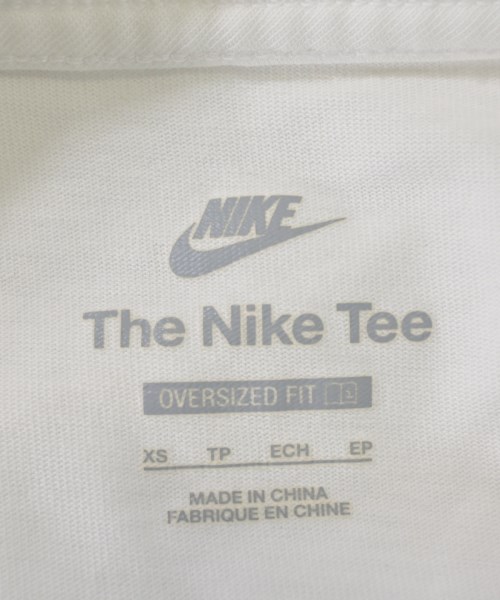 NIKE
The Nike Tee
OVERSIZED FIT
XS TP ECH EP
MADE IN CHINA
FABRIQUE EN CHINE